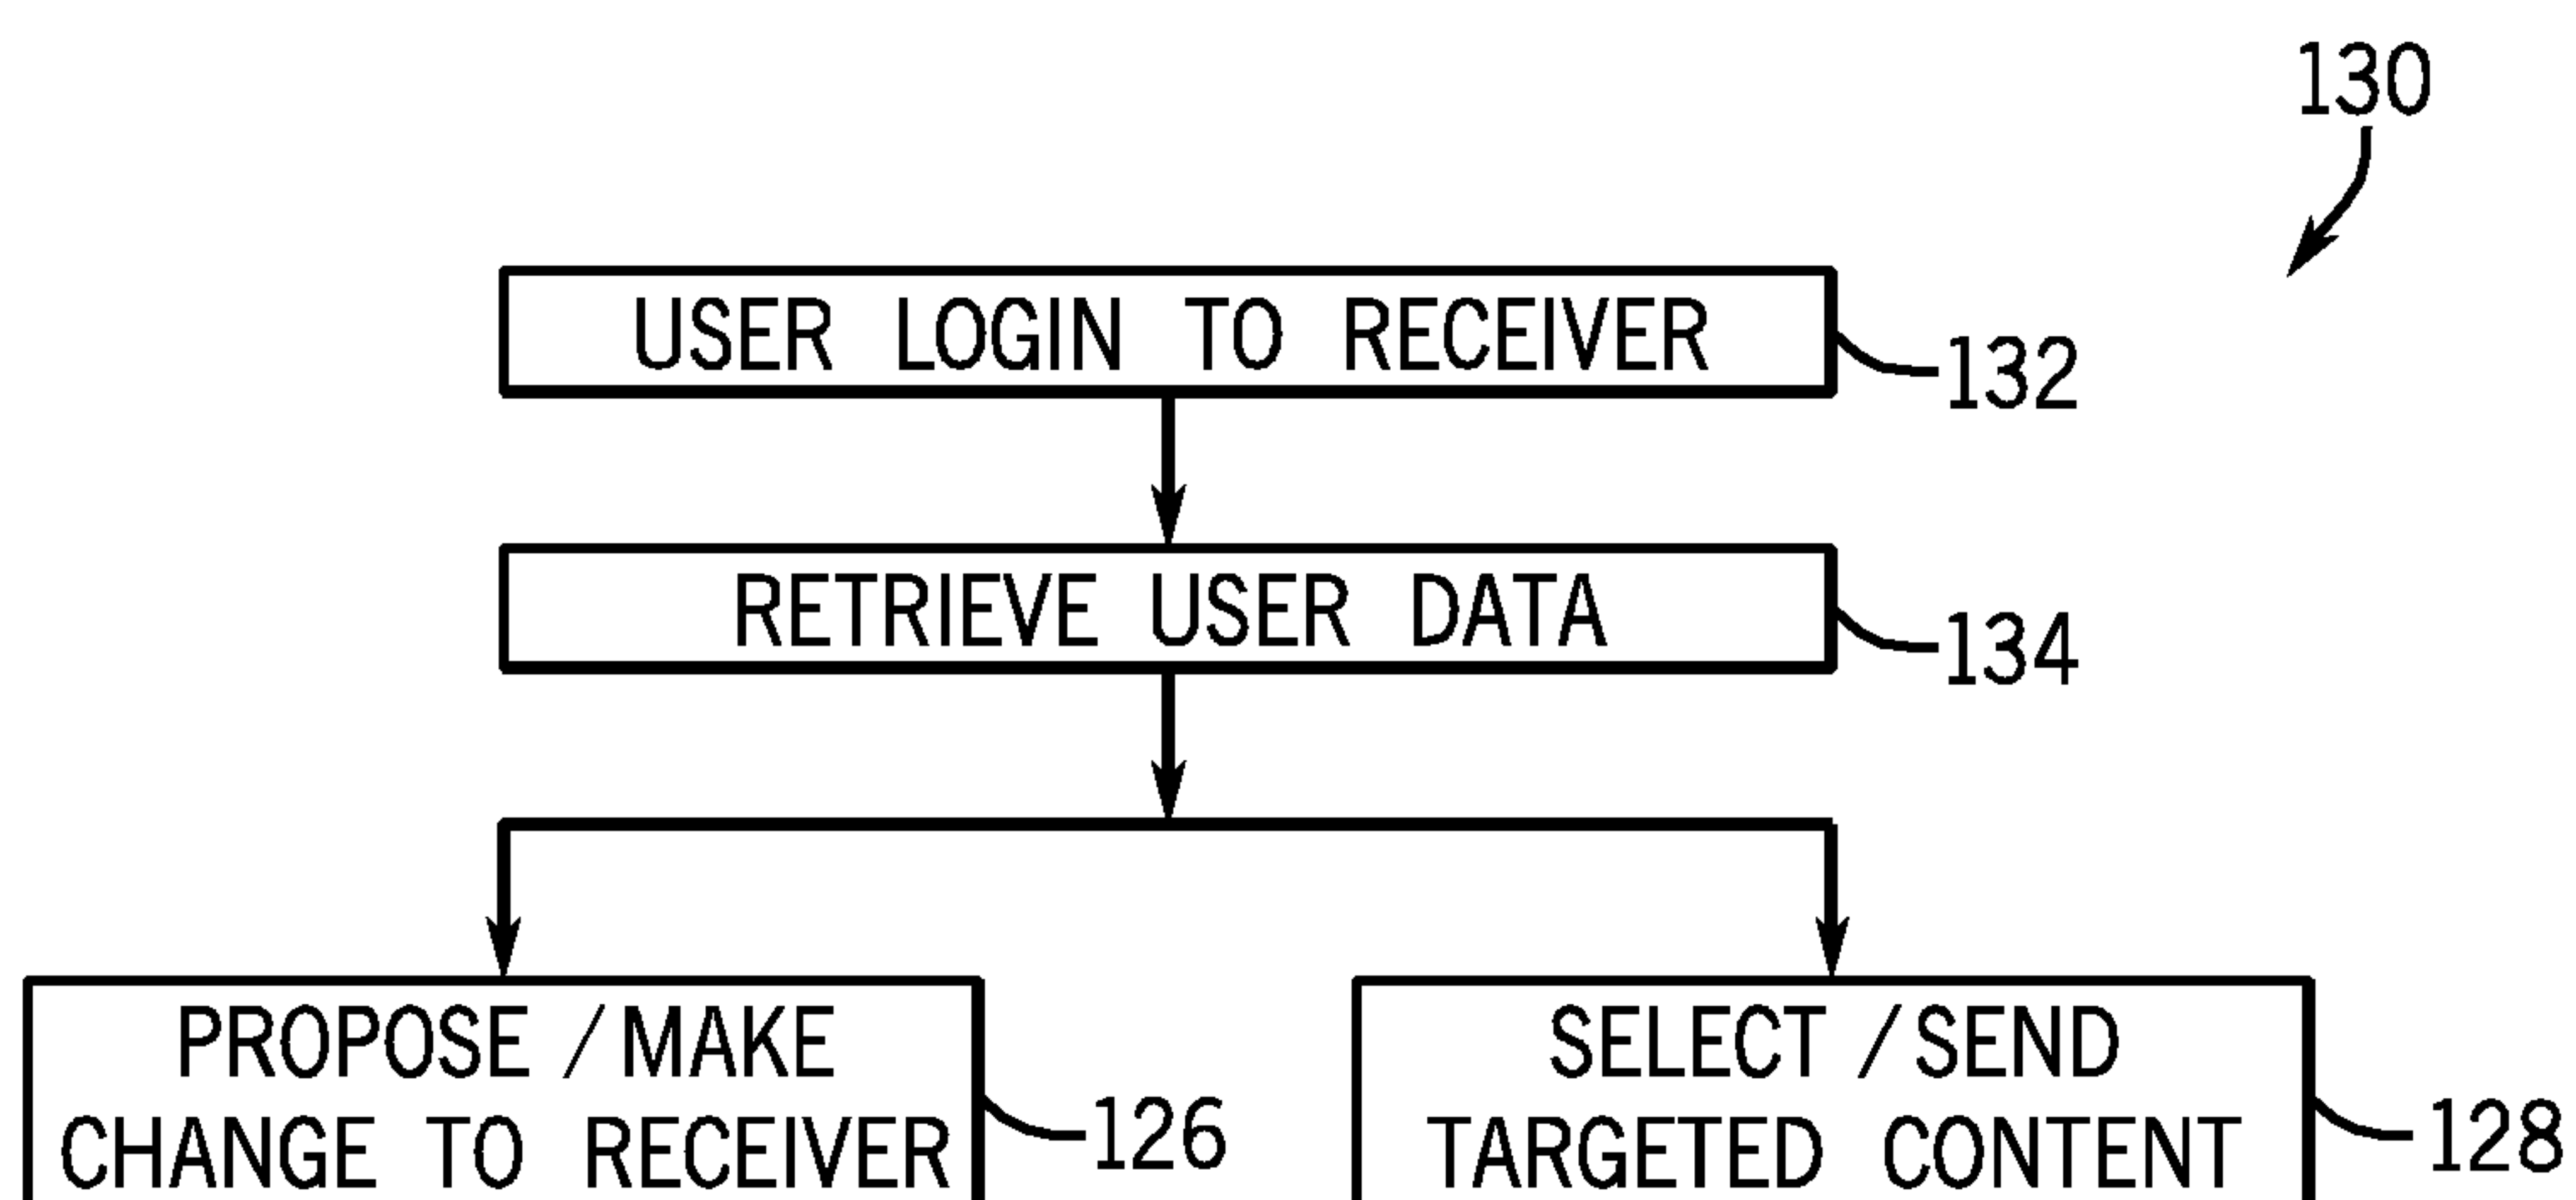 130
USER LOGIN TO RECEIVER
132
RETRIEVE USER DATA
134
PROPOSE / MAKE
CHANGE TO RECEIVER
126
SELECT / SEND
TARGETED CONTENT
128